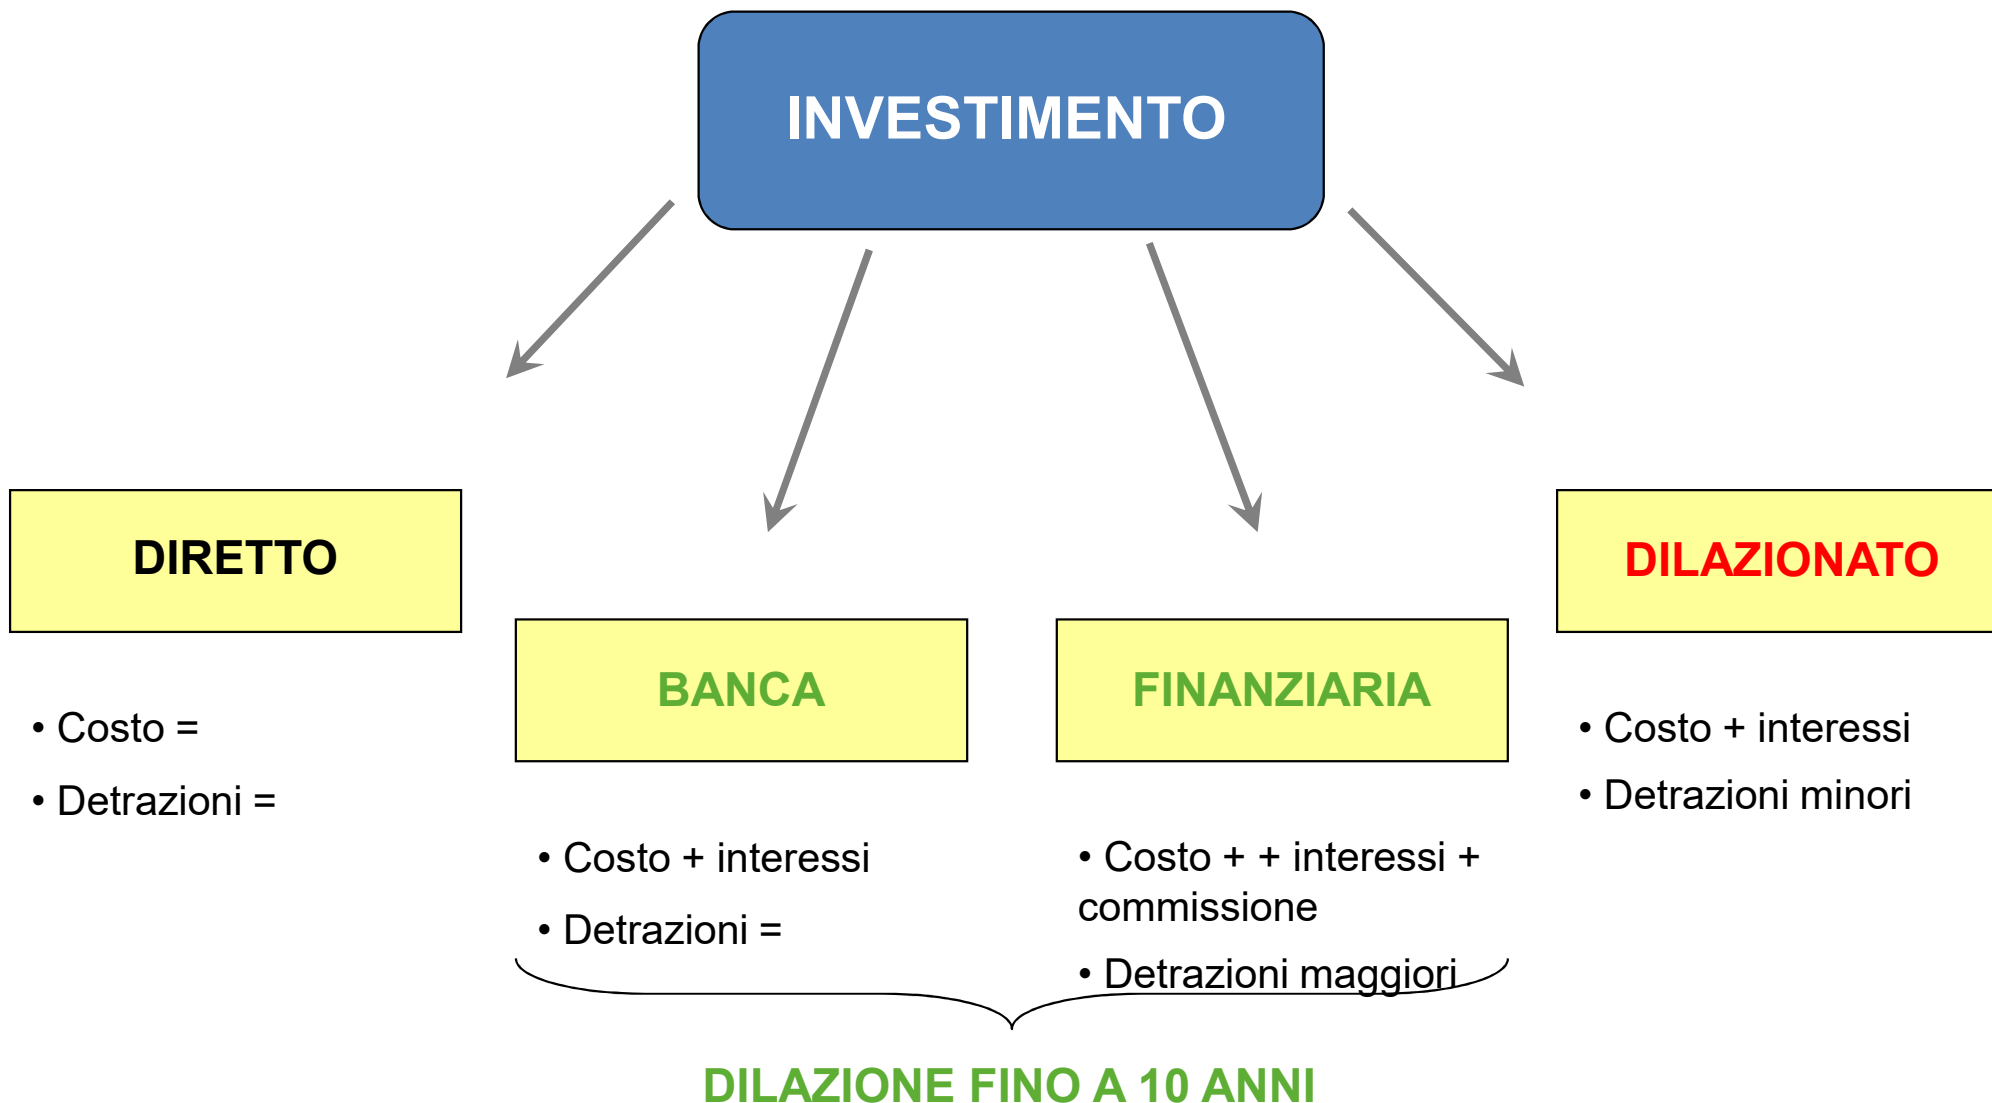 INVESTIMENTO
DIRETTO
• Costo =
• Detrazioni =
BANCA
• Costo + interessi
• Detrazioni =
FINANZIARIA
• Costo + + interessi +
commissione
• Detrazioni maggiori
DILAZIONATO
• Costo + interessi
• Detrazioni minori
DILAZIONE FINO A 10 ANNI